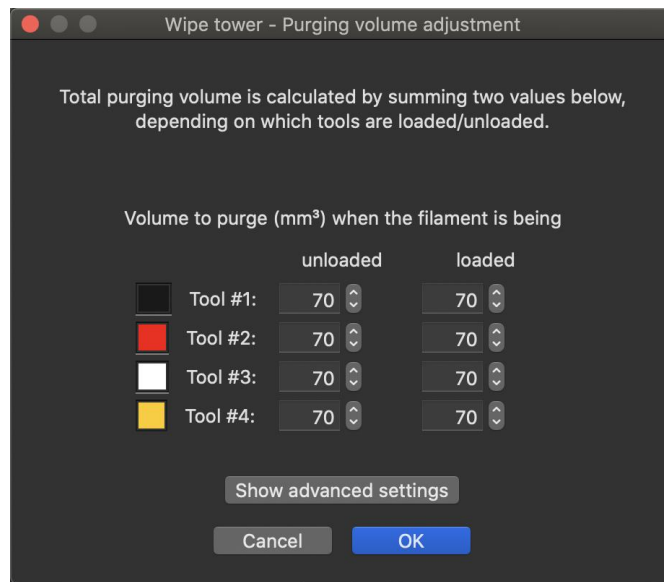 Wipe tower - Purging volume adjustment
Total purging volume is calculated by summing two values below,
depending on which tools are loaded/unloaded.
Volume to purge (mm³) when the filament is being
unloaded loaded
Tool #1: 70 70
Tool #2: 70 70
Tool #3: 70 70
Tool #4: 70 70
Show advanced settings
Cancel OK